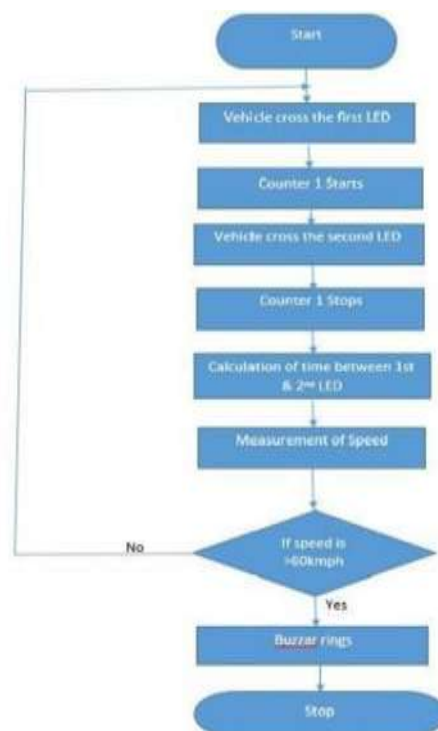 Start
Vehicle cross the first LED
Counter 1 Starts
Vehicle cross the second LED
Counter 1 Stops
Calculation of time between 1st
& 2nd LED
Measurement of Speed
If speed is
>60kmph
No
Yes
Buzzar rings
Stop